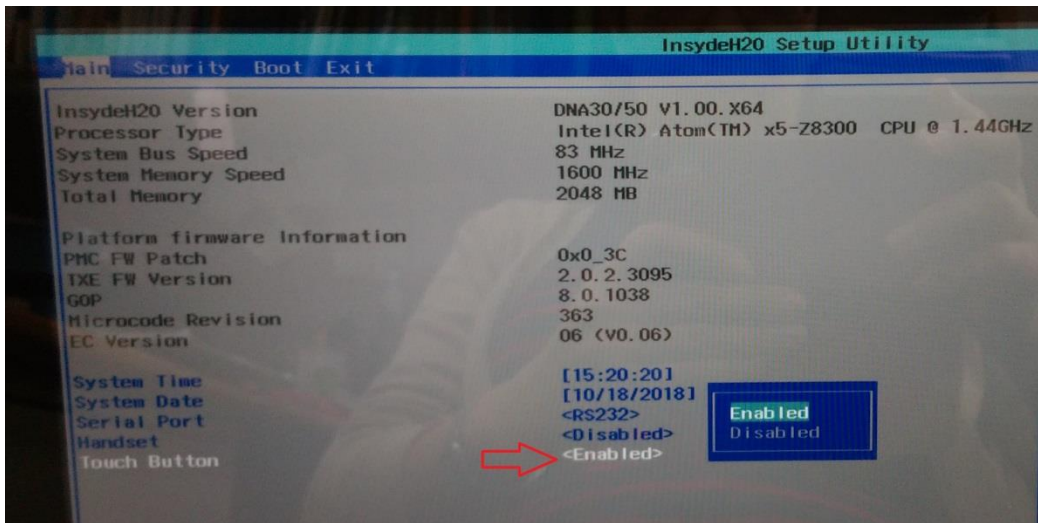 InsydeH20 Setup Utility
Main Security Boot Exit
InsydeH20 Version DNA30/50 V1.00.X64
Processor Type Intel(R) Atom(TM) x5-Z8300 CPU @ 1.44GHz
System Bus Speed 83 MHz
System Memory Speed 1600 MHz
Total Memory 2048 MB
Platform firmware Information
PMC FW Patch 0x0_3C
TXE FW Version 2.0.2.3095
GOP 8.0.1038
Microcode Revision 363
EC Version 06 (V0.06)
System Time [15:20:20]
System Date [10/18/2018]
Serial Port <RS232>
Enabled
Handset <Disabled>
Disabled
Touch Button <Enabled>